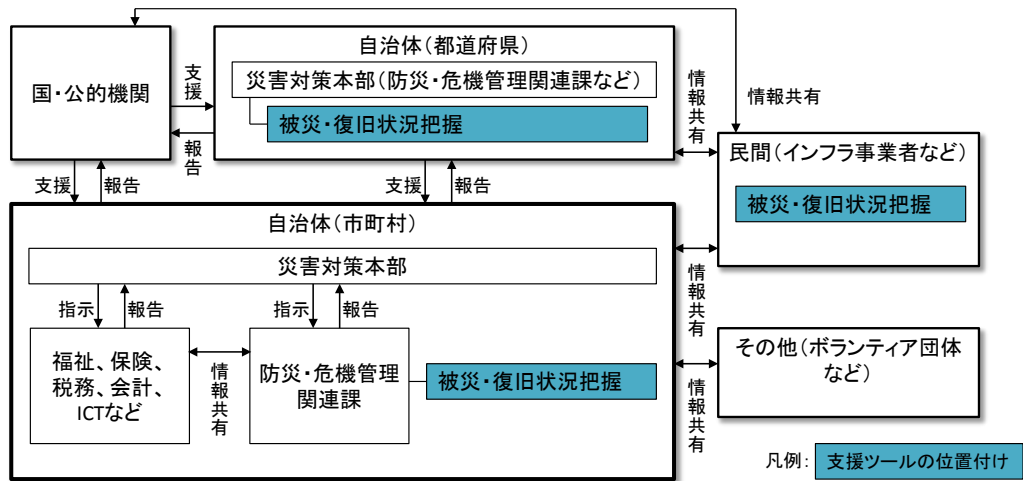 国・公的機関
支援
報告
自治体（都道府県）
災害対策本部（防災・危機管理関連課など）
被災・復旧状況把握
情報共有
情報共有
民間（インフラ事業者など）
被災・復旧状況把握
支援
報告
支援
報告
自治体（市町村）
災害対策本部
指示
報告
指示
報告
福祉、保険、
税務、会計、
ICTなど
情報共有
防災・危機管理
関連課
被災・復旧状況把握
情報共有
情報共有
その他（ボランティア団体
など）
凡例：
支援ツールの位置付け